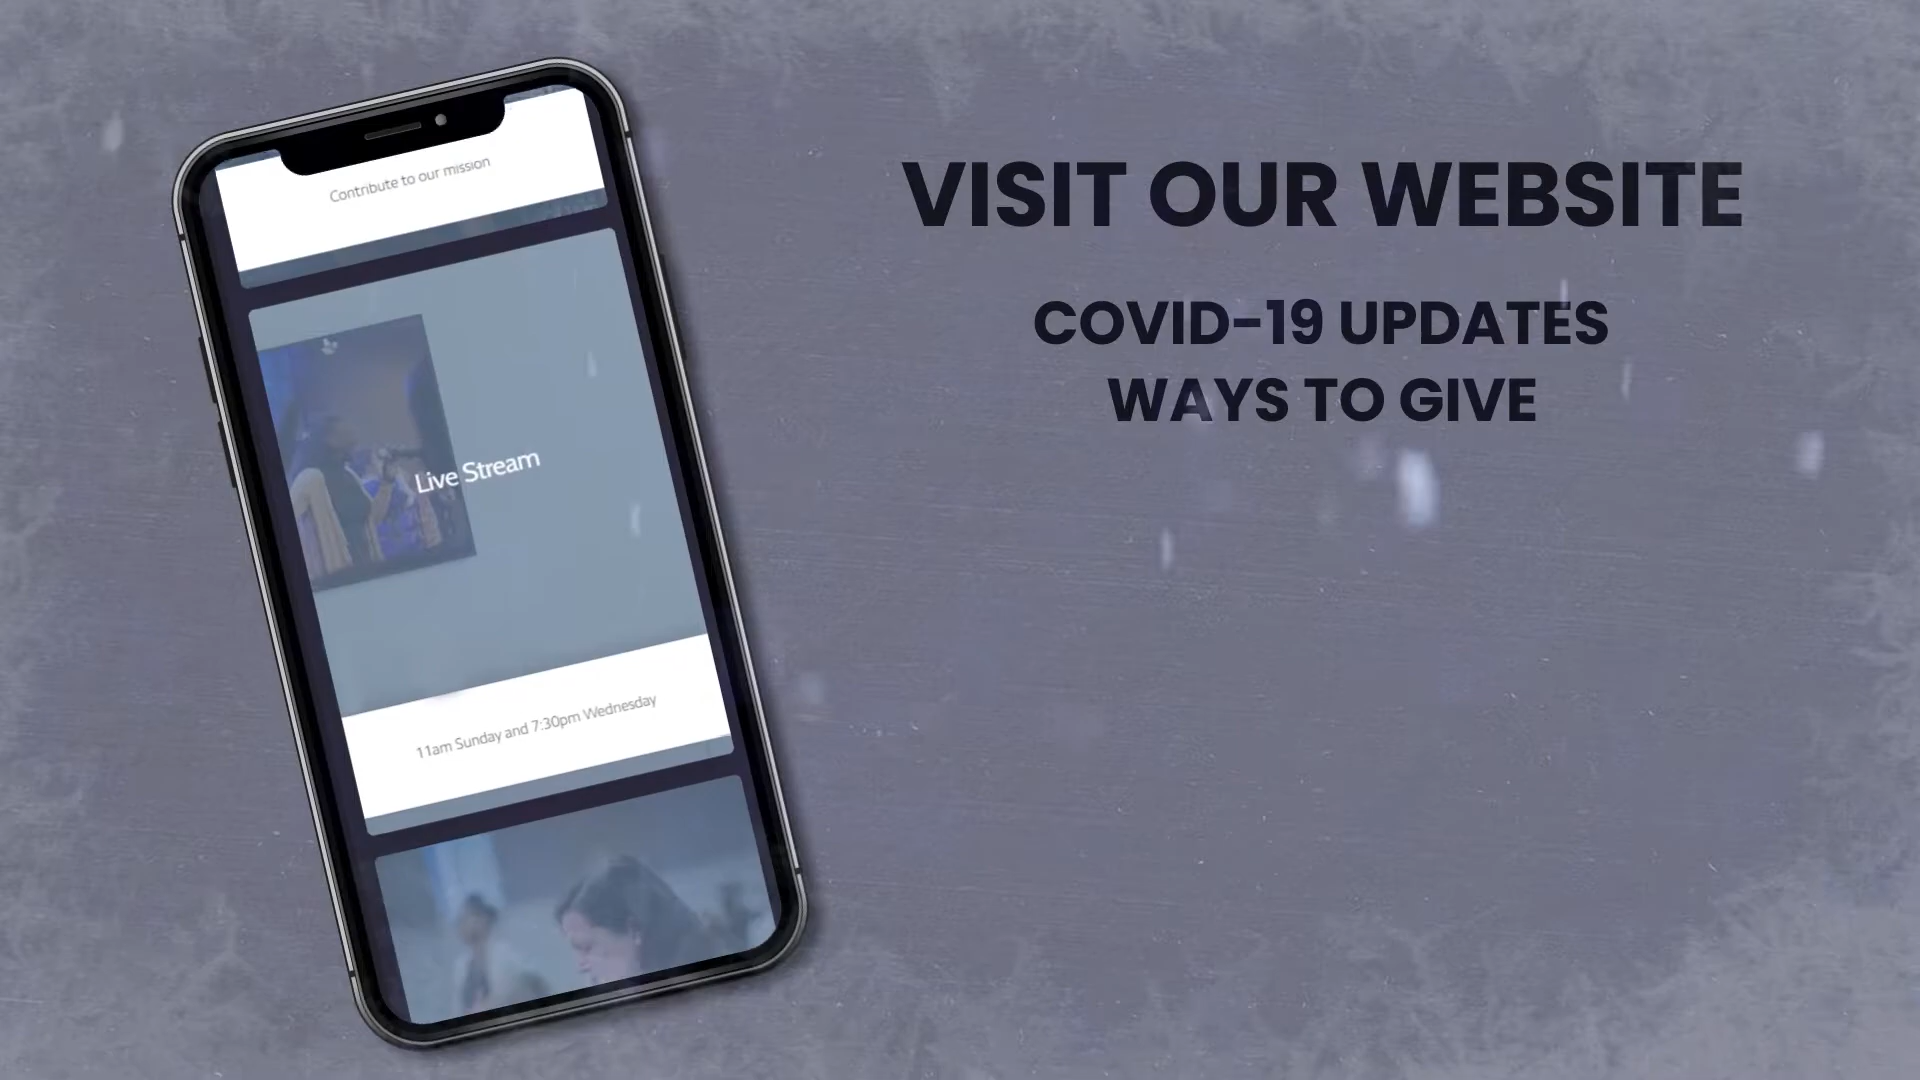 Contribute to our mission
Live Stream
11am Sunday and 7:30pm Wednesday
VISIT OUR WEBSITE
COVID-19 UPDATES
WAYS TO GIVE